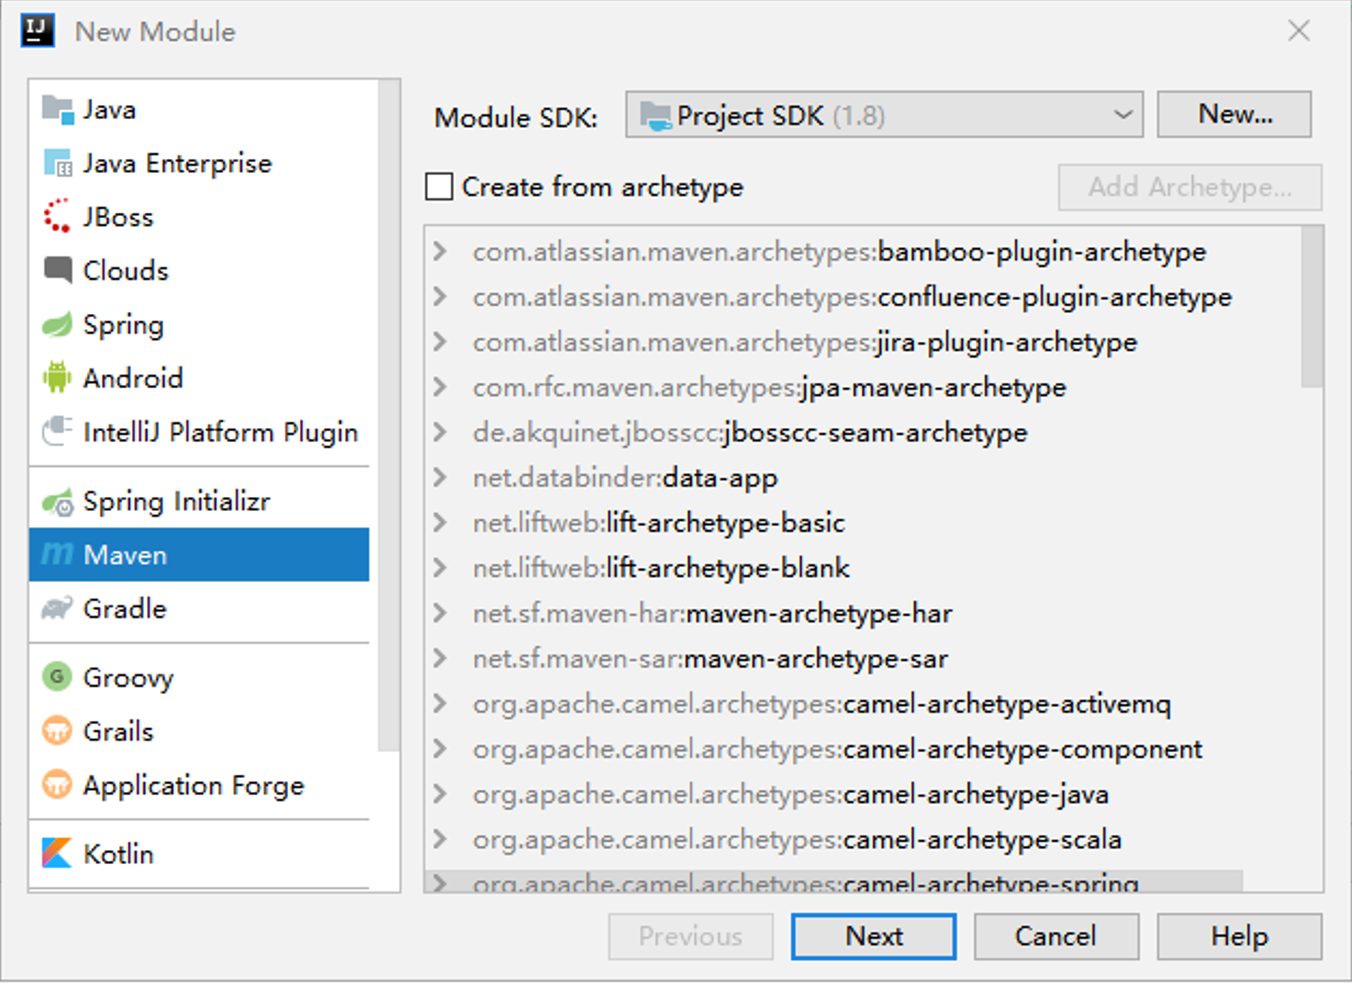 IJ New Module
Java
Java Enterprise
JBoss
Clouds
Spring
Android
IntelliJ Platform Plugin
Spring Initializr
m Maven
Gradle
G Groovy
Grails
Application Forge
Kotlin
Module SDK: Project SDK (1.8) New...
Create from archetype Add Archetype...
com.atlassian.maven.archetypes:bamboo-plugin-archetype
com.atlassian.maven.archetypes:confluence-plugin-archetype
com.atlassian.maven.archetypes:jira-plugin-archetype
com.rfc.maven.archetypes:jpa-maven-archetype
de.akquinet.jbosscc:jbosscc-seam-archetype
net.databinder:data-app
net.liftweb:lift-archetype-basic
net.liftweb:lift-archetype-blank
net.sf.maven-har:maven-archetype-har
net.sf.maven-sar:maven-archetype-sar
org.apache.camel.archetypes:camel-archetype-activemq
org.apache.camel.archetypes:camel-archetype-component
org.apache.camel.archetypes:camel-archetype-java
org.apache.camel.archetypes:camel-archetype-scala
org.apache.camel.archetypes:camel-archetype-spring
Previous Next Cancel Help